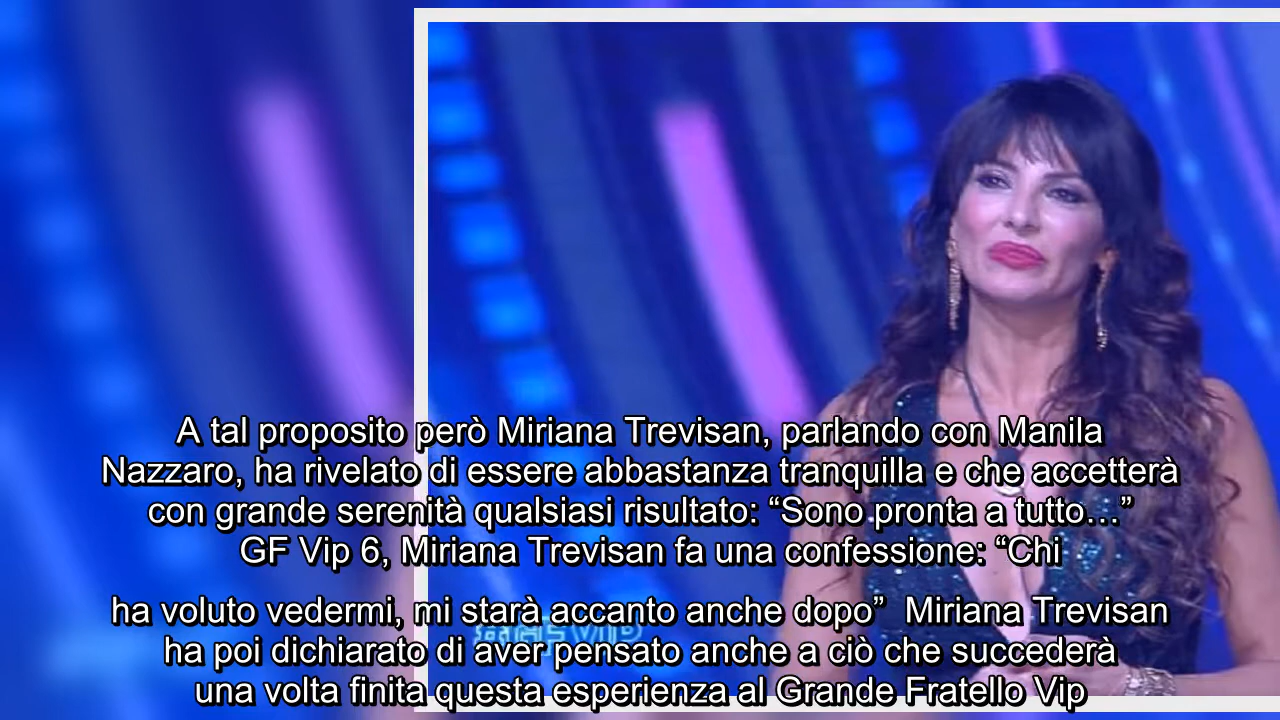 A tal proposito però Miriana Trevisan, parlando con Manila
Nazzaro, ha rivelato di essere abbastanza tranquilla e che accetterà
con grande serenità qualsiasi risultato: “Sono pronta a tutto…”
GF Vip 6, Miriana Trevisan fa una confessione: “Chi
ha voluto vedermi, mi starà accanto anche dopo”  Miriana Trevisan
ha poi dichiarato di aver pensato anche a ciò che succederà
una volta finita questa esperienza al Grande Fratello Vip
#GFVIP